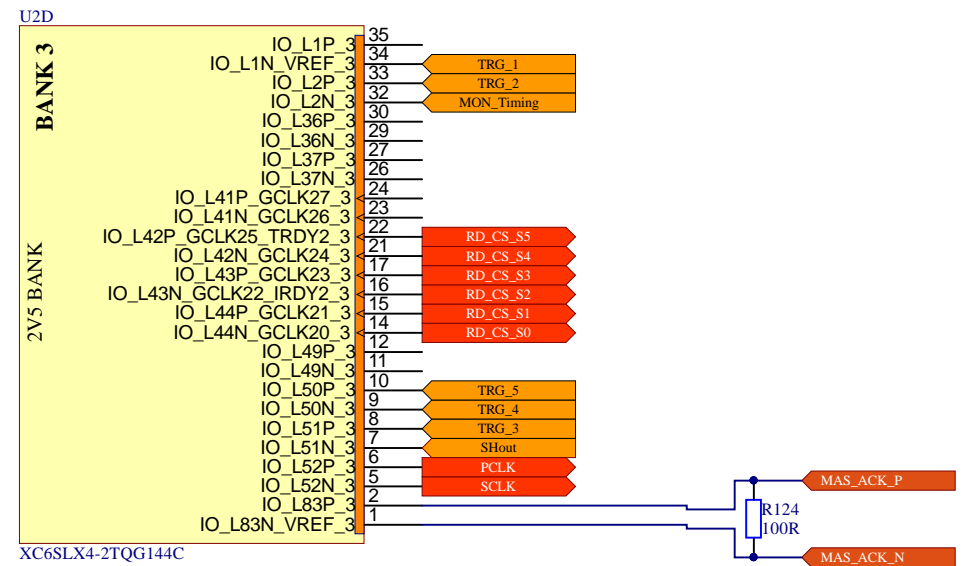 U2D
BANK 3
2V5 BANK
IO_L1P_3 35
IO_L1N_VREF_3 34 TRG_1
IO_L2P_3 33 TRG_2
IO_L2N_3 32 MON_Timing
IO_L36P_3 30
IO_L36N_3 29
IO_L37P_3 27
IO_L37N_3 26
IO_L41P_GCLK27_3 24
IO_L41N_GCLK26_3 23
IO_L42P_GCLK25_TRDY2_3 22 RD_CS_S5
IO_L42N_GCLK24_3 21 RD_CS_S4
IO_L43P_GCLK23_3 17 RD_CS_S3
IO_L43N_GCLK22_IRDY2_3 16 RD_CS_S2
IO_L44P_GCLK21_3 15 RD_CS_S1
IO_L44N_GCLK20_3 14 RD_CS_S0
IO_L49P_3 12
IO_L49N_3 11
IO_L50P_3 10 TRG_5
IO_L50N_3 9 TRG_4
IO_L51P_3 8 TRG_3
IO_L51N_3 7 SHout
IO_L52P_3 6 PCLK
IO_L52N_3 5 SCLK
IO_L83P_3 2
IO_L83N_VREF_3 1
MAS_ACK_P
R124
100R
MAS_ACK_N
XC6SLX4-2TQG144C